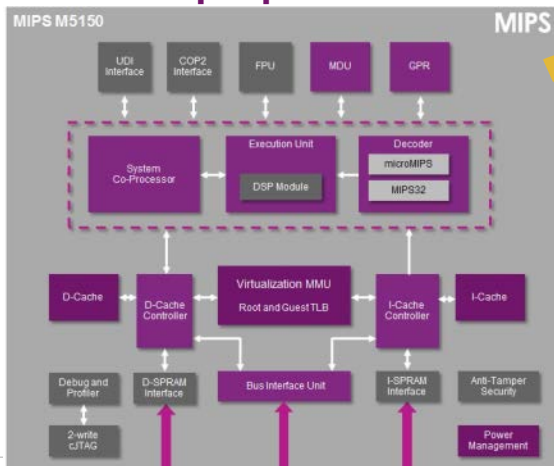 MIPS M5150
MIPS
UDI
Interface
COP2
Interface
FPU
MDU
GPR
System
Co-Processor
Execution Unit
DSP Module
Decoder
microMIPS
MIPS32
D-Cache
D-Cache
Controller
Virtualization MMU
Root and Guest TLB
I-Cache
Controller
I-Cache
Debug and
Profiler
D-SPRAM
Interface
Bus Interface Unit
I-SPRAM
Interface
Anti-Tamper
Security
2-write
cJTAG
Power
Management